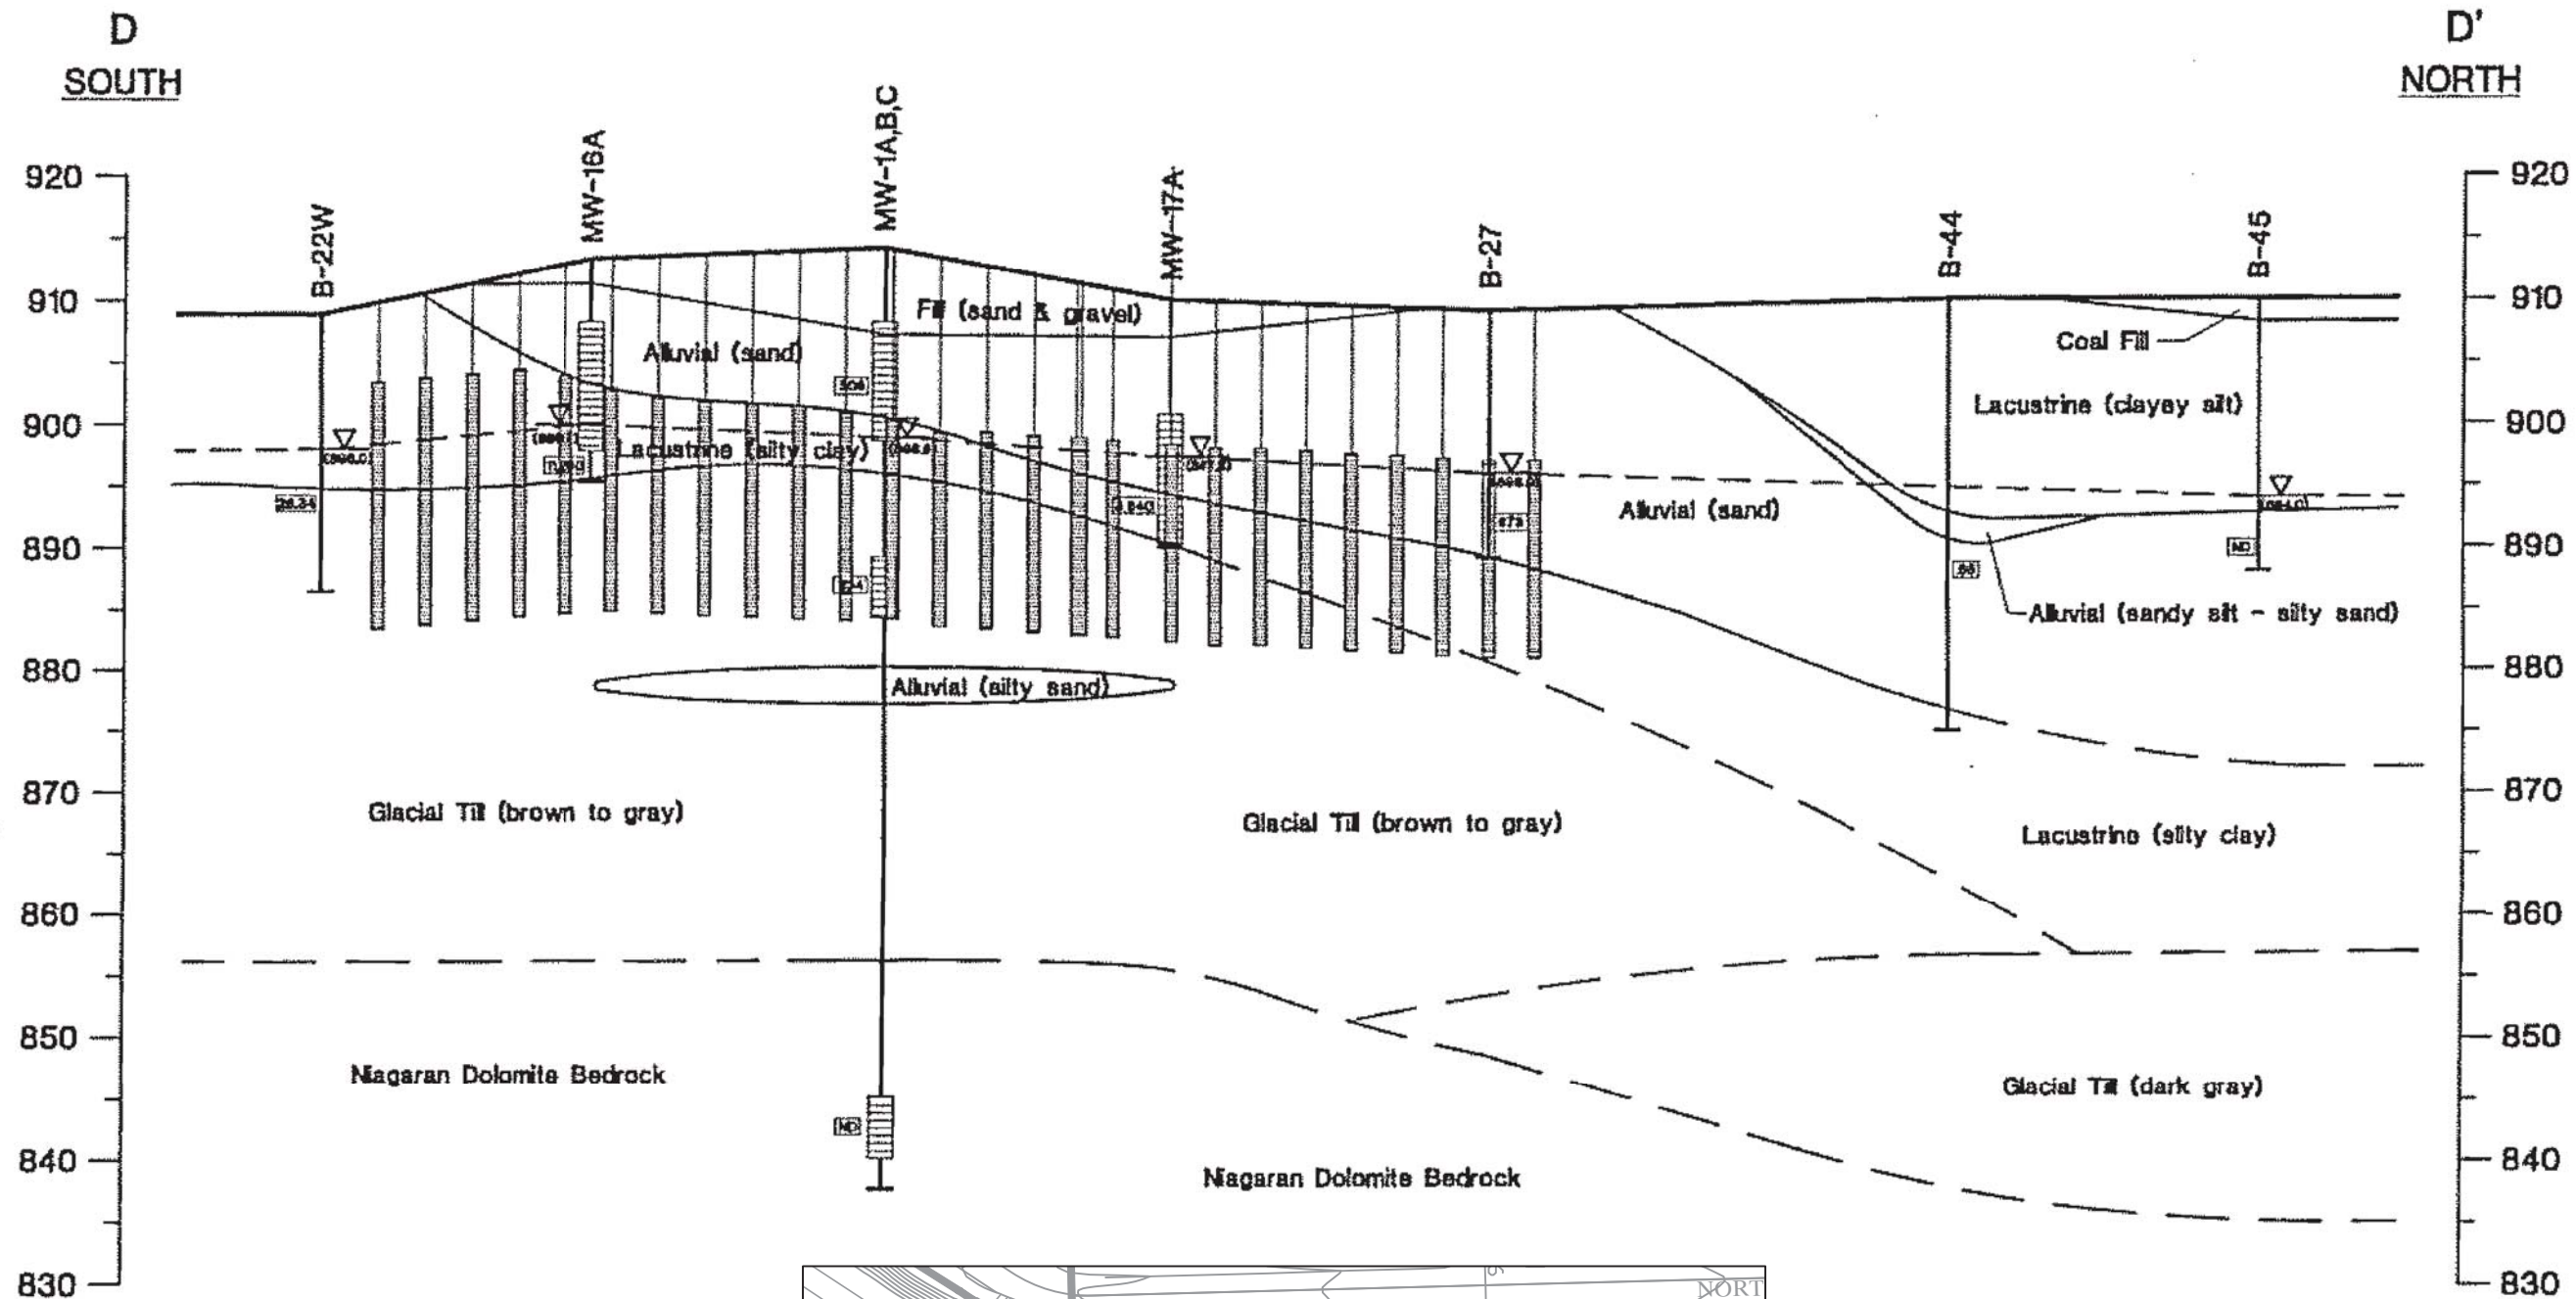 D
SOUTH
D'
NORTH
B-22W
MW-16A
MW-1A,B,C
MW-17A
B-27
B-44
B-45
920
910
900
890
880
870
860
850
840
830
920
910
900
890
880
870
860
850
840
830
Fill (sand & gravel)
Alluvial (sand)
Coal Fill
Lacustrine (clayey silt)
Lacustrine (silty clay)
Alluvial (sand)
ND
Alluvial (sandy silt - silty sand)
Alluvial (silty sand)
Glacial Till (brown to gray)
Glacial Till (brown to gray)
Lacustrine (silty clay)
Niagaran Dolomite Bedrock
Glacial Till (dark gray)
ND
Niagaran Dolomite Bedrock